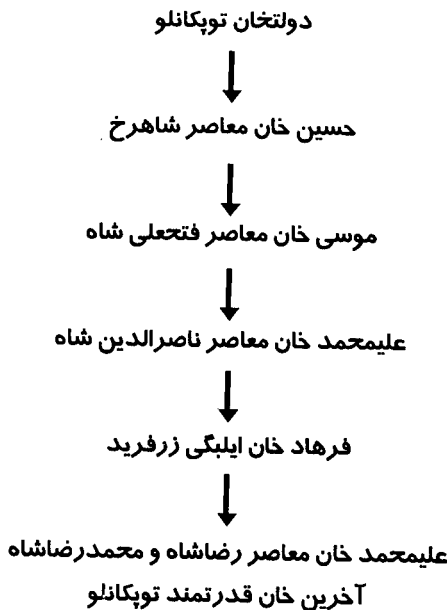 دولتخان توپکانلو
حسین خان معاصر شاهرخ
موسی خان معاصر فتحعلی شاه
علیمحمد خان معاصر ناصرالدین شاه
فرهاد خان ایلبگی زرفرید
علیمحمد خان معاصر رضاشاه و محمدرضاشاه
آخرین خان قدرتمند توپکانلو